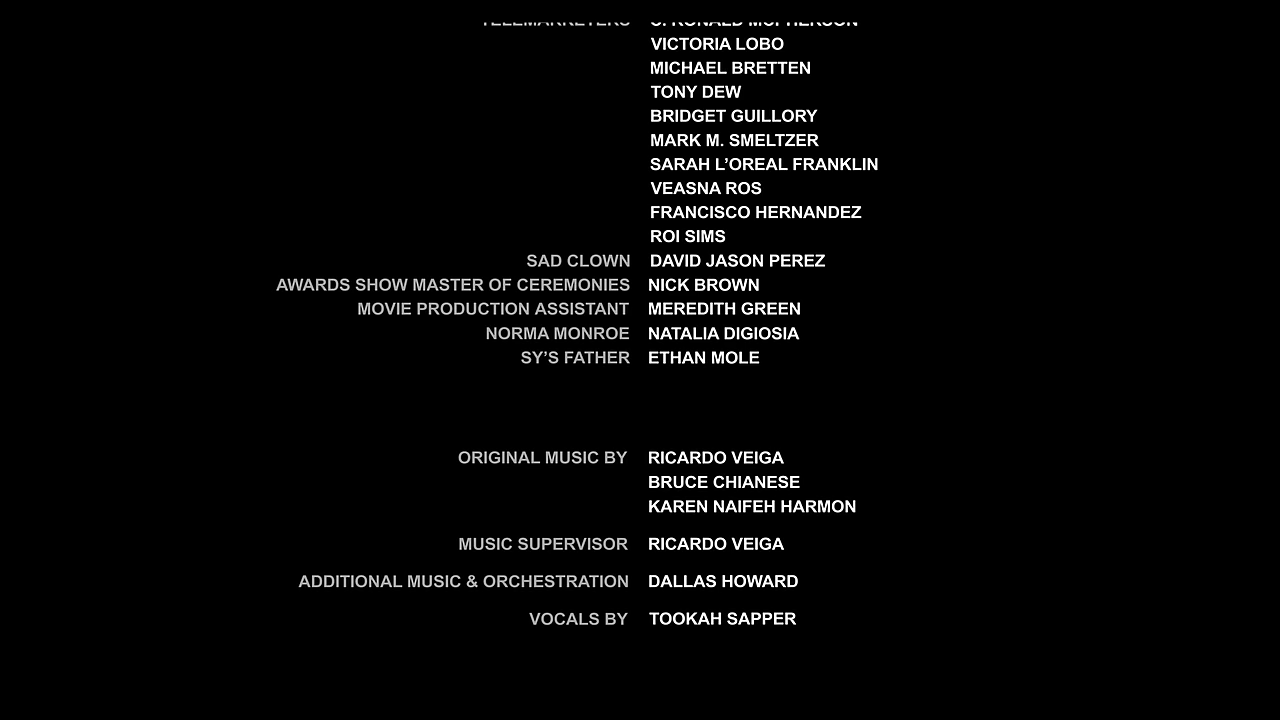 TELEMARKETERS C. RONALD MCPHERSON
VICTORIA LOBO
MICHAEL BRETTEN
TONY DEW
BRIDGET GUILLORY
MARK M. SMELTZER
SARAH L’OREAL FRANKLIN
VEASNA ROS
FRANCISCO HERNANDEZ
ROI SIMS
SAD CLOWN DAVID JASON PEREZ
AWARDS SHOW MASTER OF CEREMONIES NICK BROWN
MOVIE PRODUCTION ASSISTANT MEREDITH GREEN
NORMA MONROE NATALIA DIGIOSIA
SY’S FATHER ETHAN MOLE
ORIGINAL MUSIC BY RICARDO VEIGA
BRUCE CHIANESE
KAREN NAIFEH HARMON
MUSIC SUPERVISOR RICARDO VEIGA
ADDITIONAL MUSIC & ORCHESTRATION DALLAS HOWARD
VOCALS BY TOOKAH SAPPER